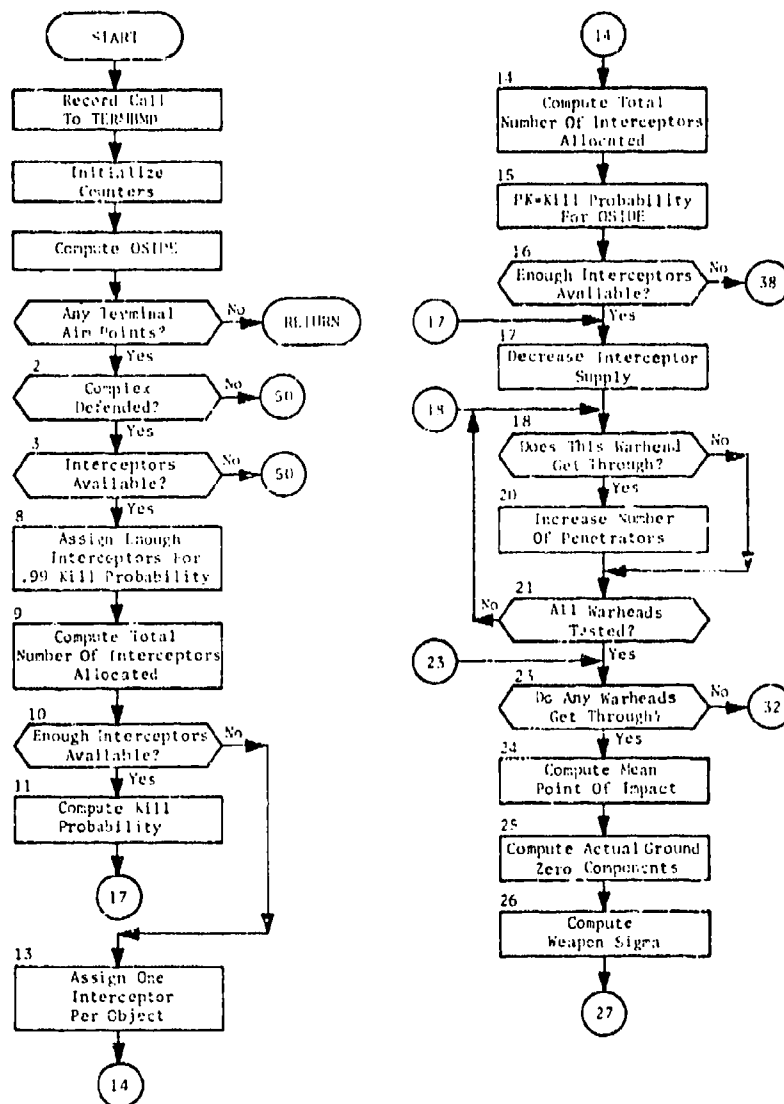 START
Record Call
To TERMBMD
Initialize
Counters
Compute OSIDE
Any Terminal
Aim Points?
No
RETURN
Yes
2
Complex
Defended?
No
50
Yes
3
Interceptors
Available?
No
50
Yes
8
Assign Enough
Interceptors For
.99 Kill Probability
9
Compute Total
Number Of Interceptors
Allocated
10
Enough Interceptors
Available?
No
Yes
11
Compute Kill
Probability
17
13
Assign One
Interceptor
Per Object
14
14
14
Compute Total
Number Of Interceptors
Allocated
15
PK=Kill Probability
For OSIDE
16
Enough Interceptors
Available?
No
38
Yes
17
17
Decrease Interceptor
Supply
18
18
Does This Warhead
Get Through?
No
Yes
20
Increase Number
Of Penetrators
21
No
All Warheads
Tested?
Yes
23
23
Do Any Warheads
Get Through?
No
32
Yes
24
Compute Mean
Point Of Impact
25
Compute Actual Ground
Zero Components
26
Compute
Weapon Sigma
27